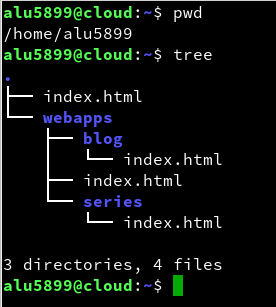 alu5899@cloud:~$ pwd
/home/alu5899
alu5899@cloud:~$ tree
.
├── index.html
└── webapps
    ├── blog
    │   └── index.html
    ├── index.html
    └── series
        └── index.html

3 directories, 4 files
alu5899@cloud:~$